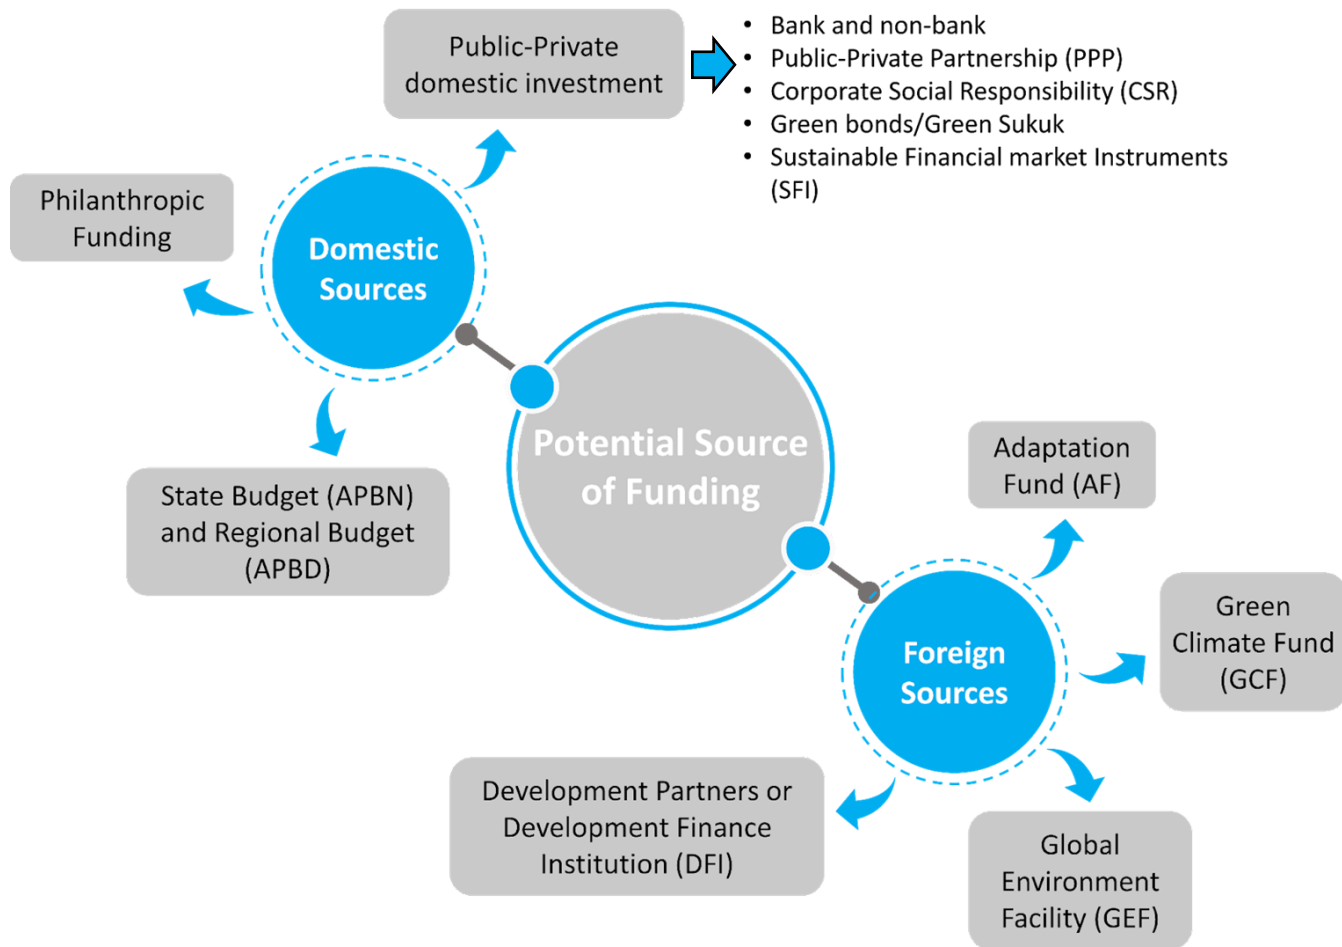 Public-Private
domestic investment
• Bank and non-bank
• Public-Private Partnership (PPP)
• Corporate Social Responsibility (CSR)
• Green bonds/Green Sukuk
• Sustainable Financial market Instruments
(SFI)
Philanthropic
Funding
Domestic
Sources
State Budget (APBN)
and Regional Budget
(APBD)
Potential Source
of Funding
Adaptation
Fund (AF)
Green
Climate Fund
(GCF)
Foreign
Sources
Development Partners or
Development Finance
Institution (DFI)
Global
Environment
Facility (GEF)